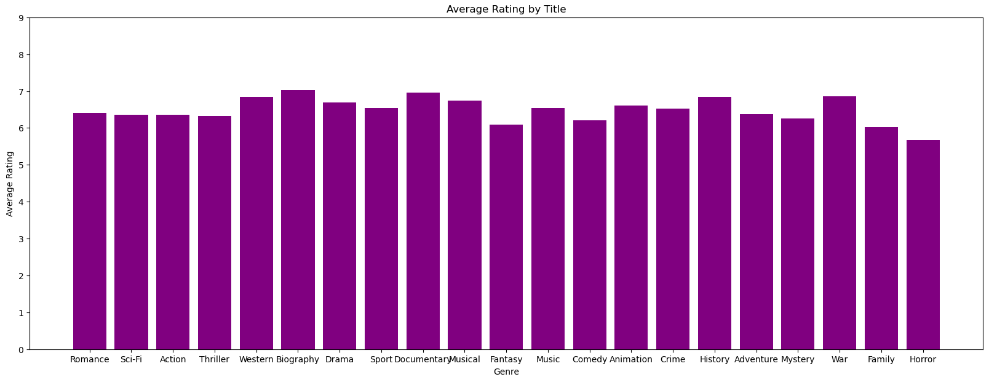 Average Rating by Title
9
8
7
6
5
4
3
2
1
0
Average Rating
Romance Sci-Fi Action Thriller Western Biography Drama Sport Documentary Musical Fantasy Music Comedy Animation Crime History Adventure Mystery War Family Horror
Genre